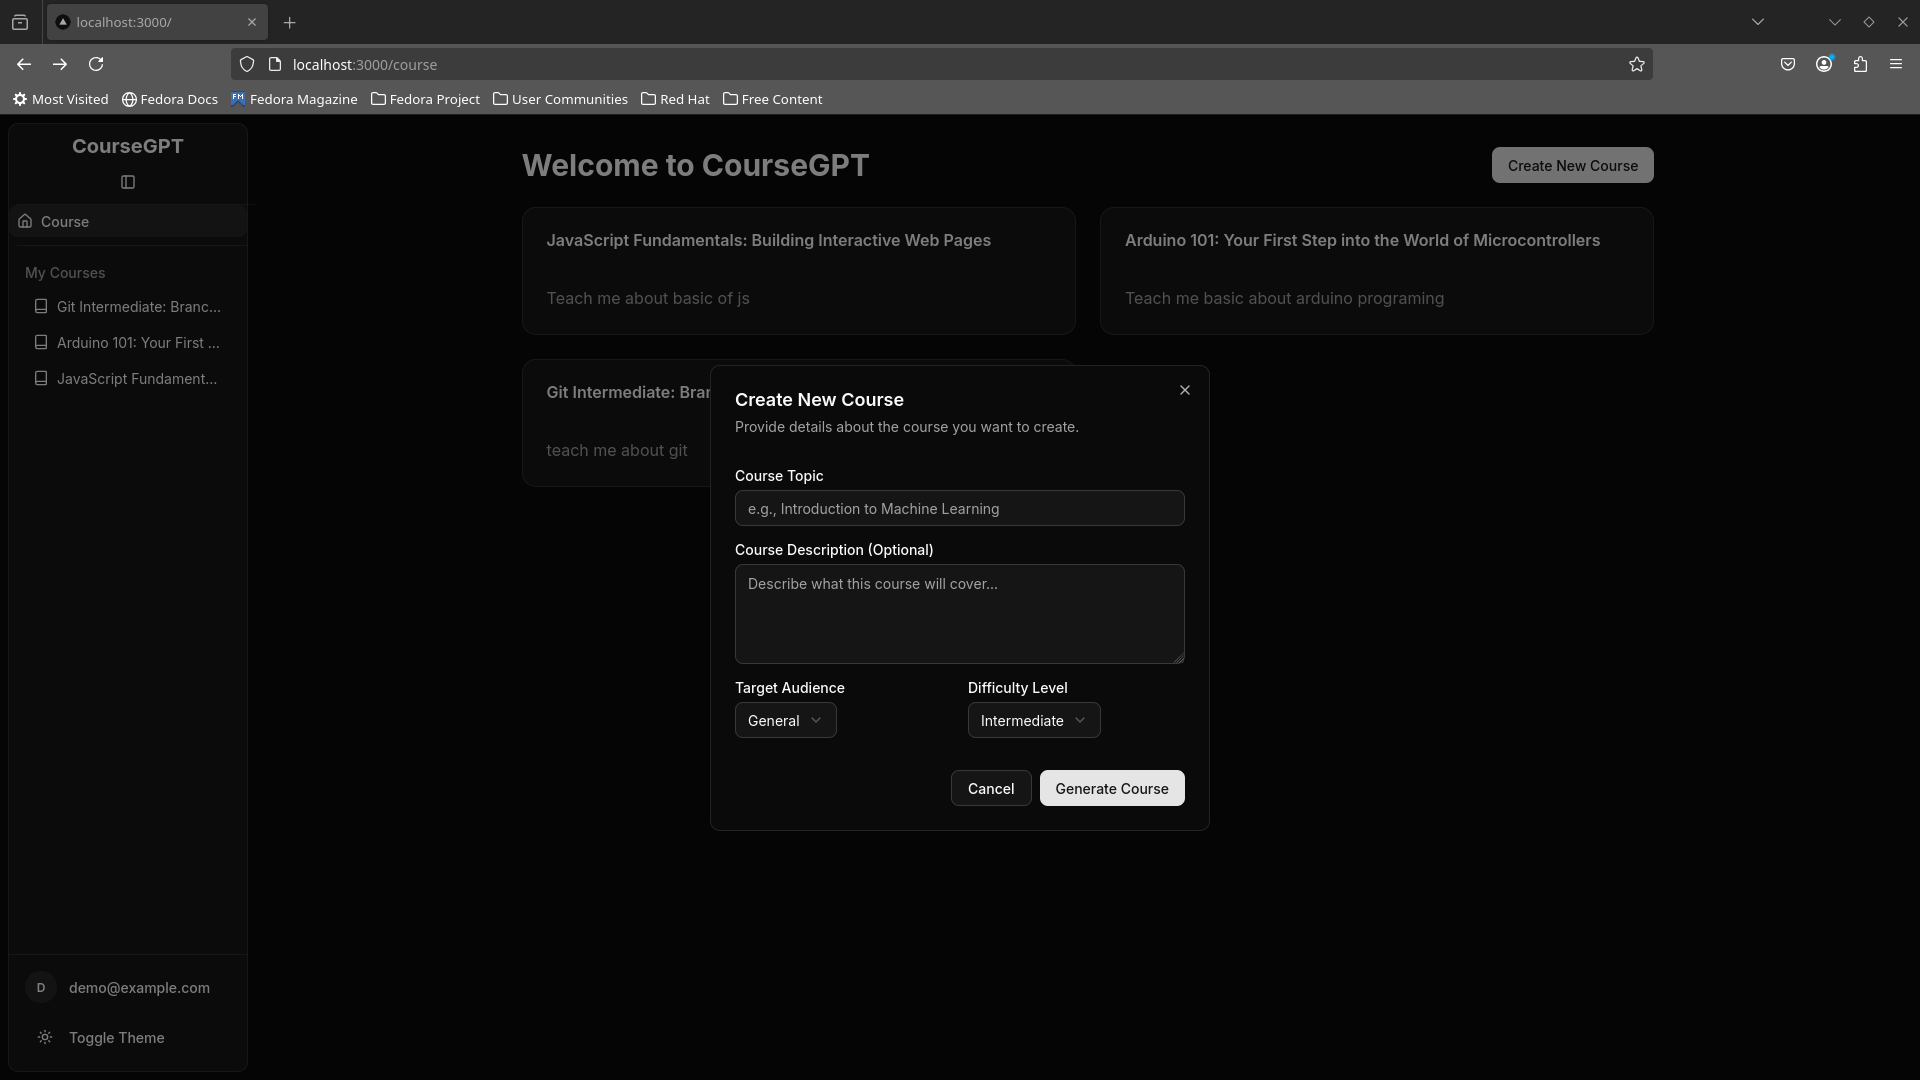 localhost:3000/
localhost:3000/course
Most Visited
Fedora Docs
FM
Fedora Magazine
Fedora Project
User Communities
Red Hat
Free Content
CourseGPT
Course
My Courses
Git Intermediate: Branc...
Arduino 101: Your First ...
JavaScript Fundament...
D
demo@example.com
Toggle Theme
Welcome to CourseGPT
Create New Course
JavaScript Fundamentals: Building Interactive Web Pages
Teach me about basic of js
Arduino 101: Your First Step into the World of Microcontrollers
Teach me basic about arduino programing
Git Intermediate: Bran
teach me about git
Create New Course
Provide details about the course you want to create.
Course Topic
e.g., Introduction to Machine Learning
Course Description (Optional)
Describe what this course will cover...
Target Audience
Difficulty Level
General
Intermediate
Cancel
Generate Course